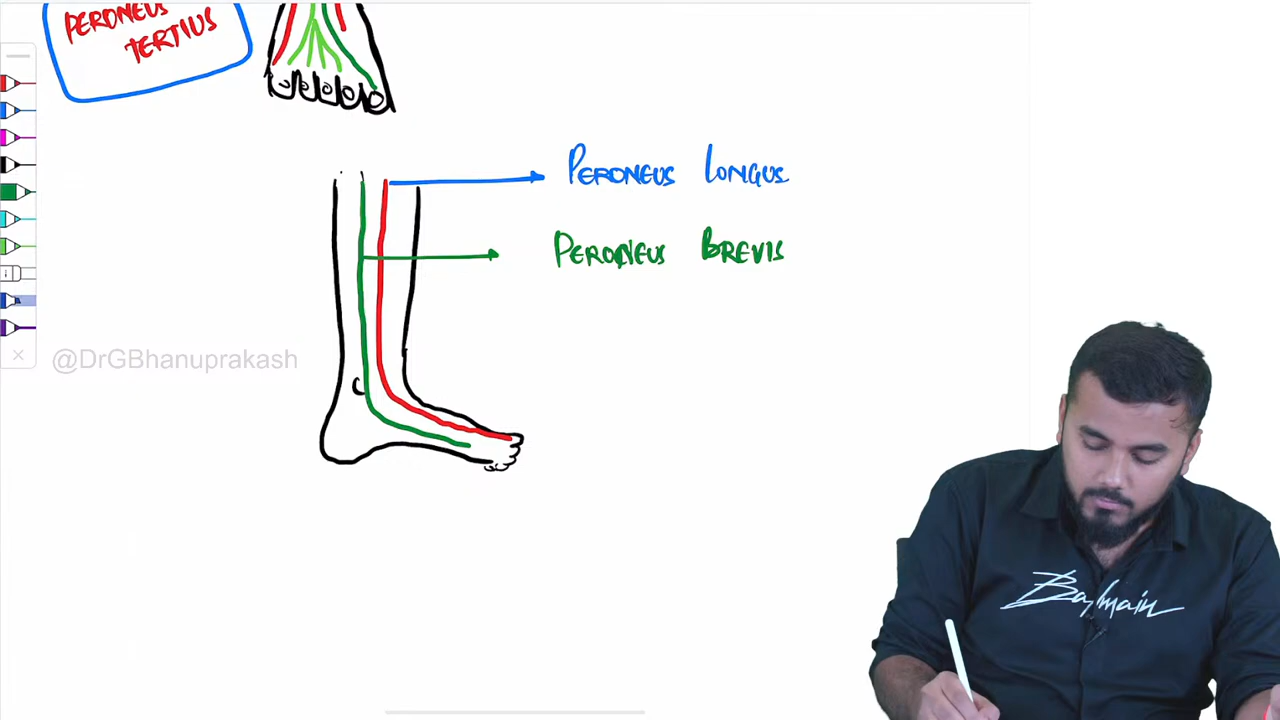 PERONEUS
TERTIUS
PERONEUS LONGUS
PERONEUS BREVIS
@DrGBhanuprakash
Balmain